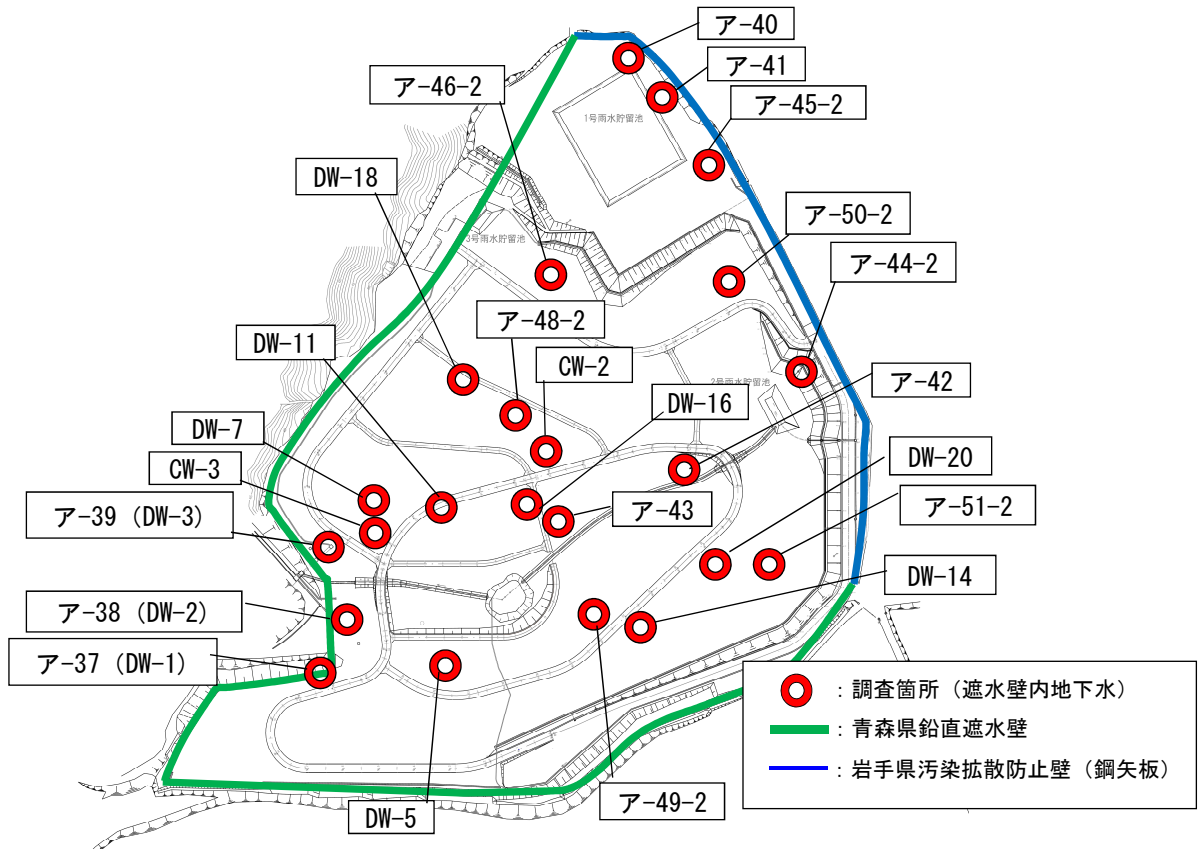 ア-40
ア-41
ア-46-2
ア-45-2
1号雨水貯留池
DW-18
ア-50-2
3号雨水貯留池
ア-44-2
ア-48-2
DW-11
CW-2
ア-42
2号雨水貯留池
DW-16
DW-7
DW-20
CW-3
ア-51-2
ア-39 (DW-3)
ア-43
DW-14
ア-38 (DW-2)
ア-37 (DW-1)
:調査箇所(遮水壁内地下水)
:青森県鉛直遮水壁
:岩手県汚染拡散防止壁(鋼矢板)
ア-49-2
DW-5